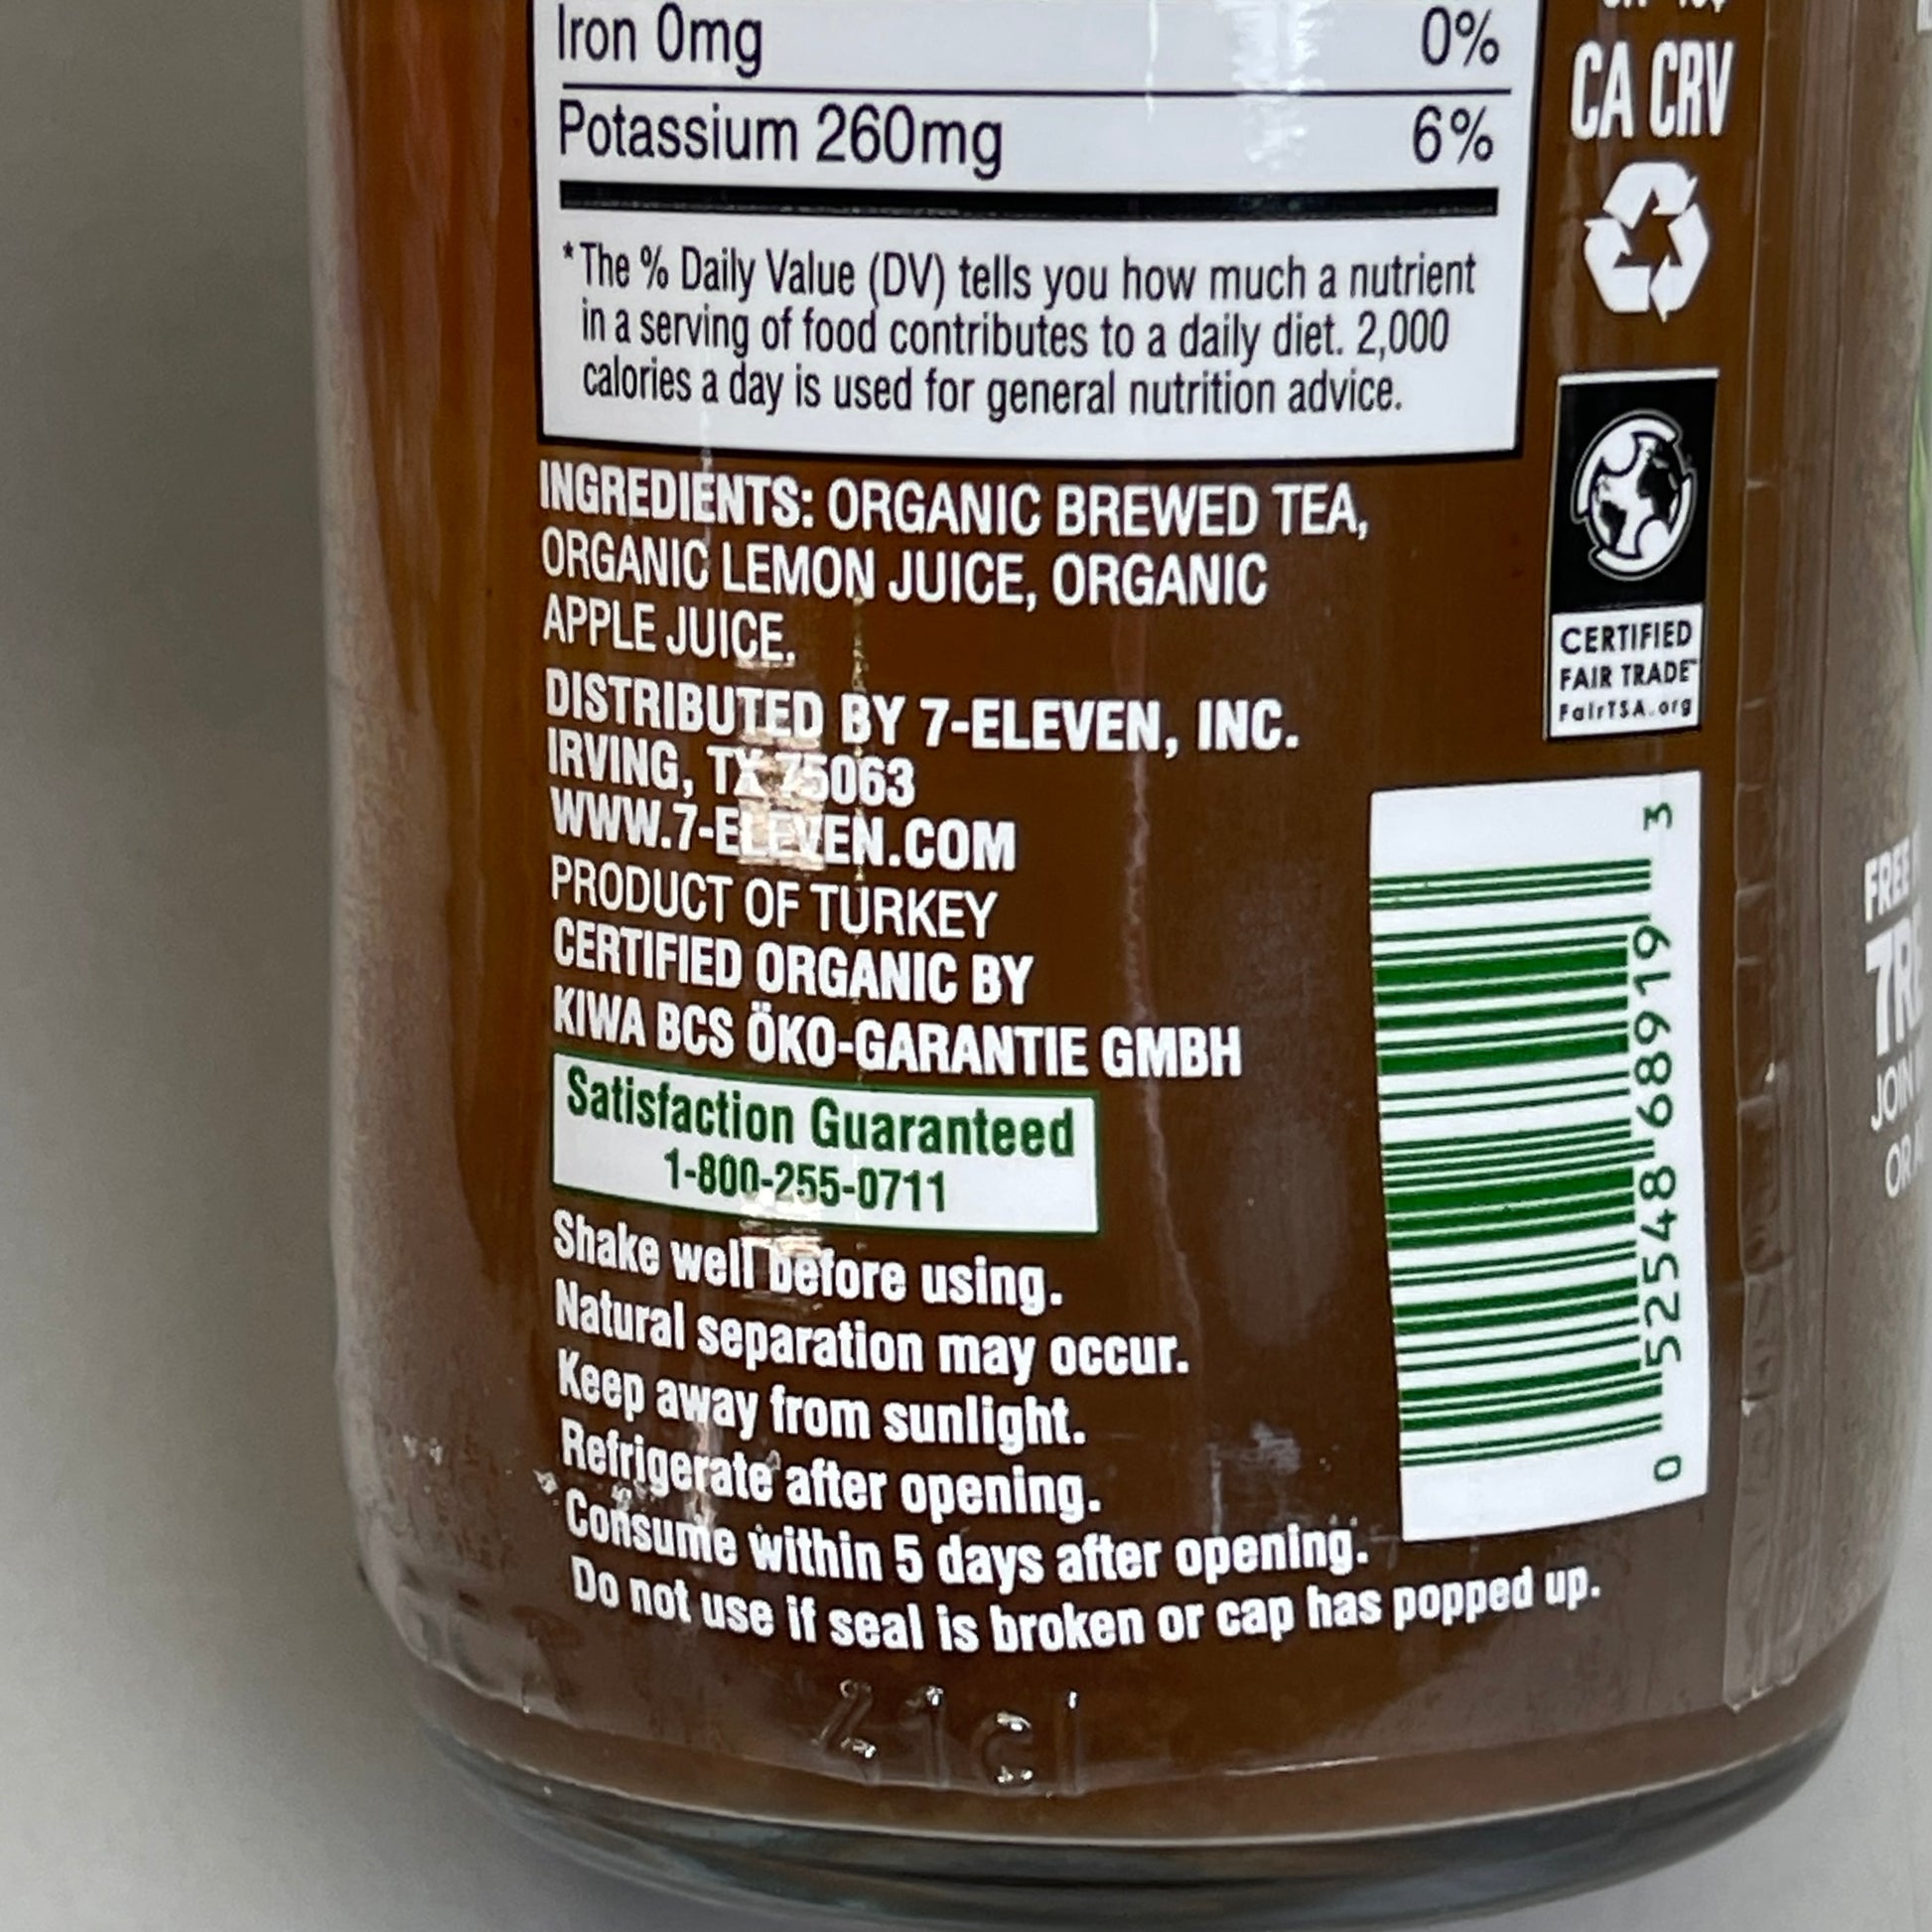 Iron 0mg 0%
Potassium 260mg 6%
*The % Daily Value (DV) tells you how much a nutrient
in a serving of food contributes to a daily diet. 2,000
calories a day is used for general nutrition advice.
INGREDIENTS: ORGANIC BREWED TEA,
ORGANIC LEMON JUICE, ORGANIC
APPLE JUICE.
DISTRIBUTED BY 7-ELEVEN, INC.
IRVING, TX 75063
WWW.7-ELEVEN.COM
PRODUCT OF TURKEY
CERTIFIED ORGANIC BY
KIWA BCS ÖKO-GARANTIE GMBH
Satisfaction Guaranteed
1-800-255-0711
Shake well before using.
Natural separation may occur.
Keep away from sunlight.
Refrigerate after opening.
Consume within 5 days after opening.
Do not use if seal is broken or cap has popped up.
CA CRV
CERTIFIED
FAIR TRADE™
FairTSA.org
0 52548 68919 3
FREE
41cl